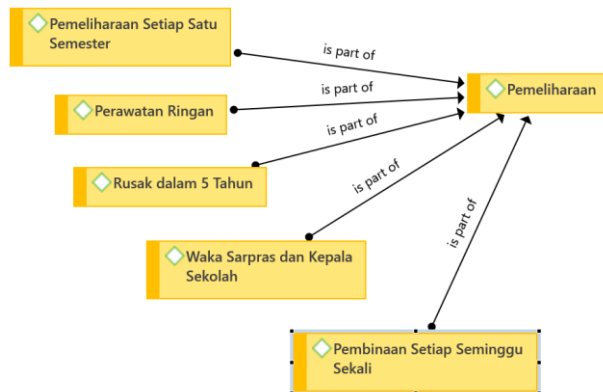 Pemeliharaan Setiap Satu
Semester
is part of
Pemeliharaan
is part of
Perawatan Ringan
is part of
Rusak dalam 5 Tahun
is part of
Waka Sarpras dan Kepala
Sekolah
is part of
Pembinaan Setiap Seminggu
Sekali